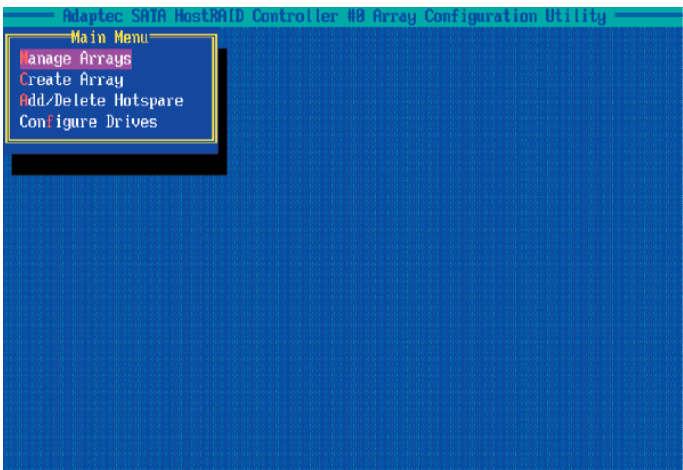 Adaptec SATA HostRAID Controller #0 Array Configuration Utility
Main Menu
Manage Arrays
Create Array
Add/Delete Hotspare
Configure Drives